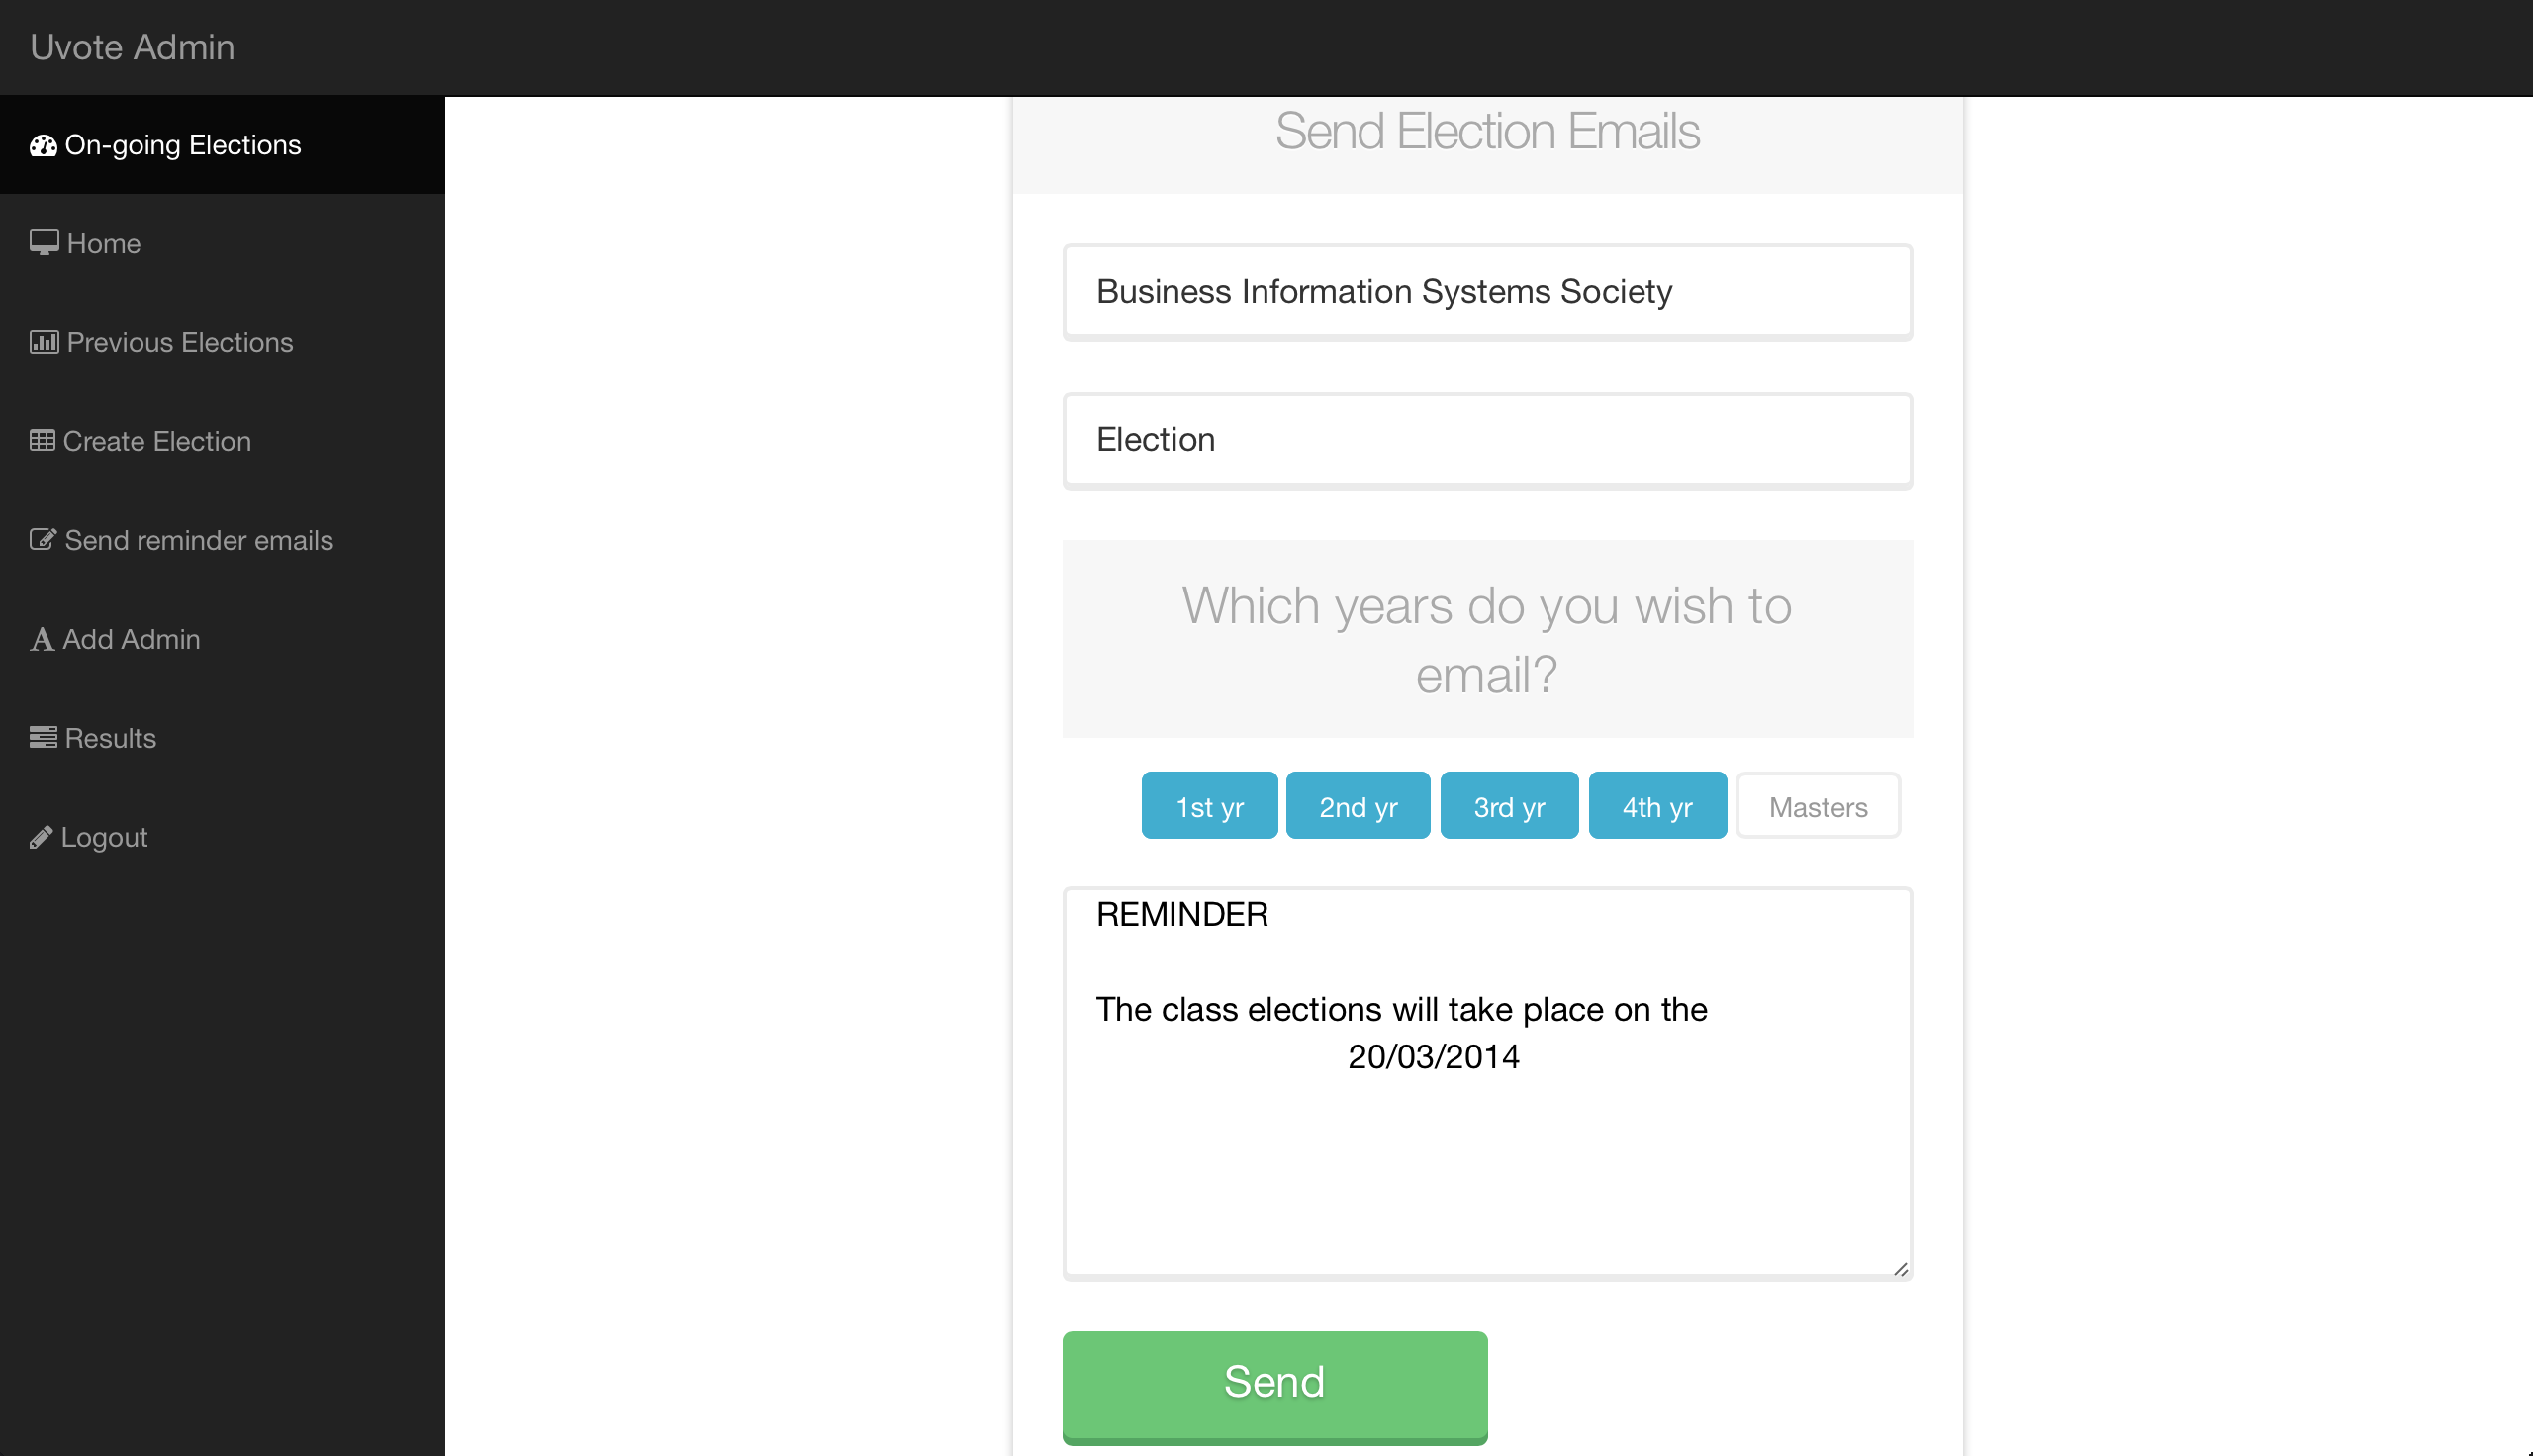 Uvote Admin
On-going Elections
Home
Previous Elections
Create Election
Send reminder emails
Add Admin
Results
Logout
Send Election Emails
Business Information Systems Society
Election
Which years do you wish to
email?
1st yr 2nd yr 3rd yr 4th yr Masters
REMINDER
The class elections will take place on the
20/03/2014
Send